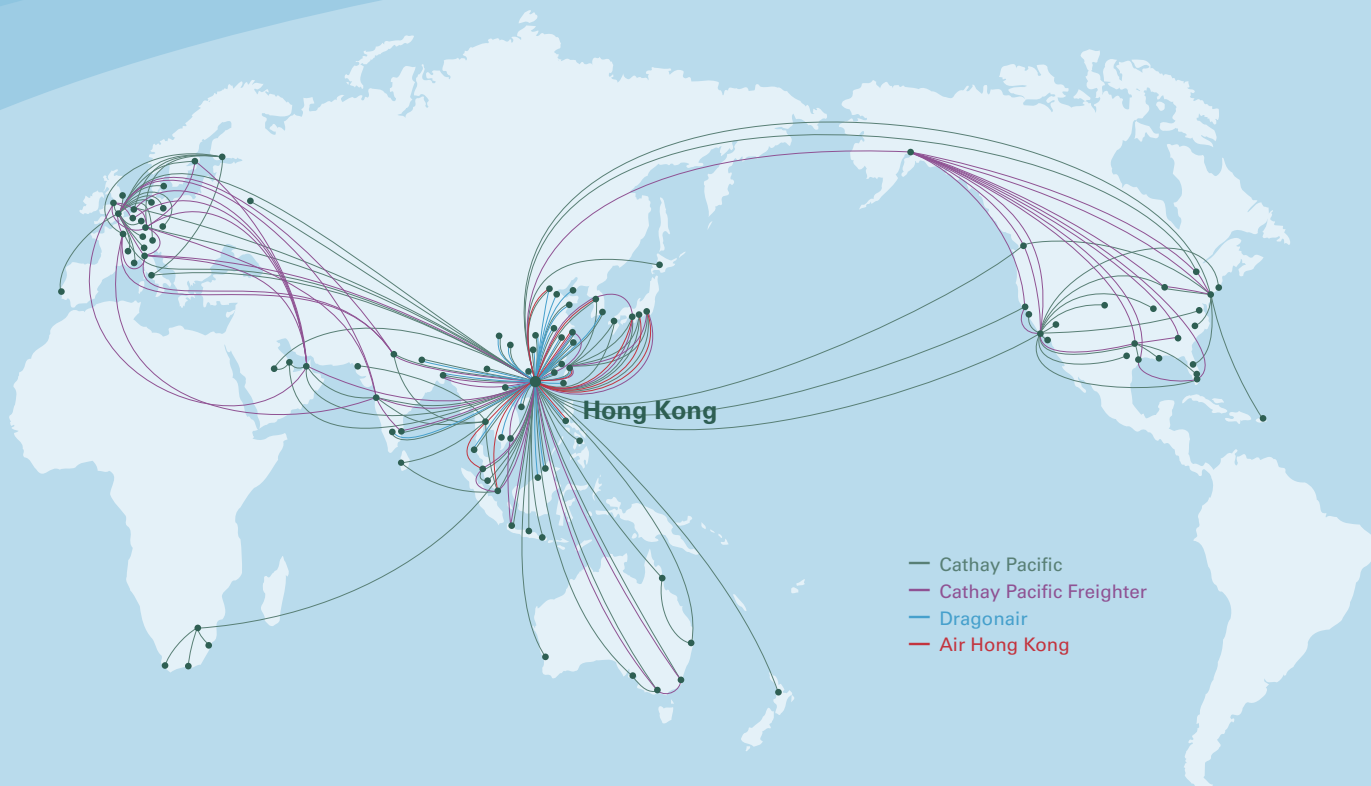 Hong Kong
Cathay Pacific
Cathay Pacific Freighter
Dragonair
Air Hong Kong